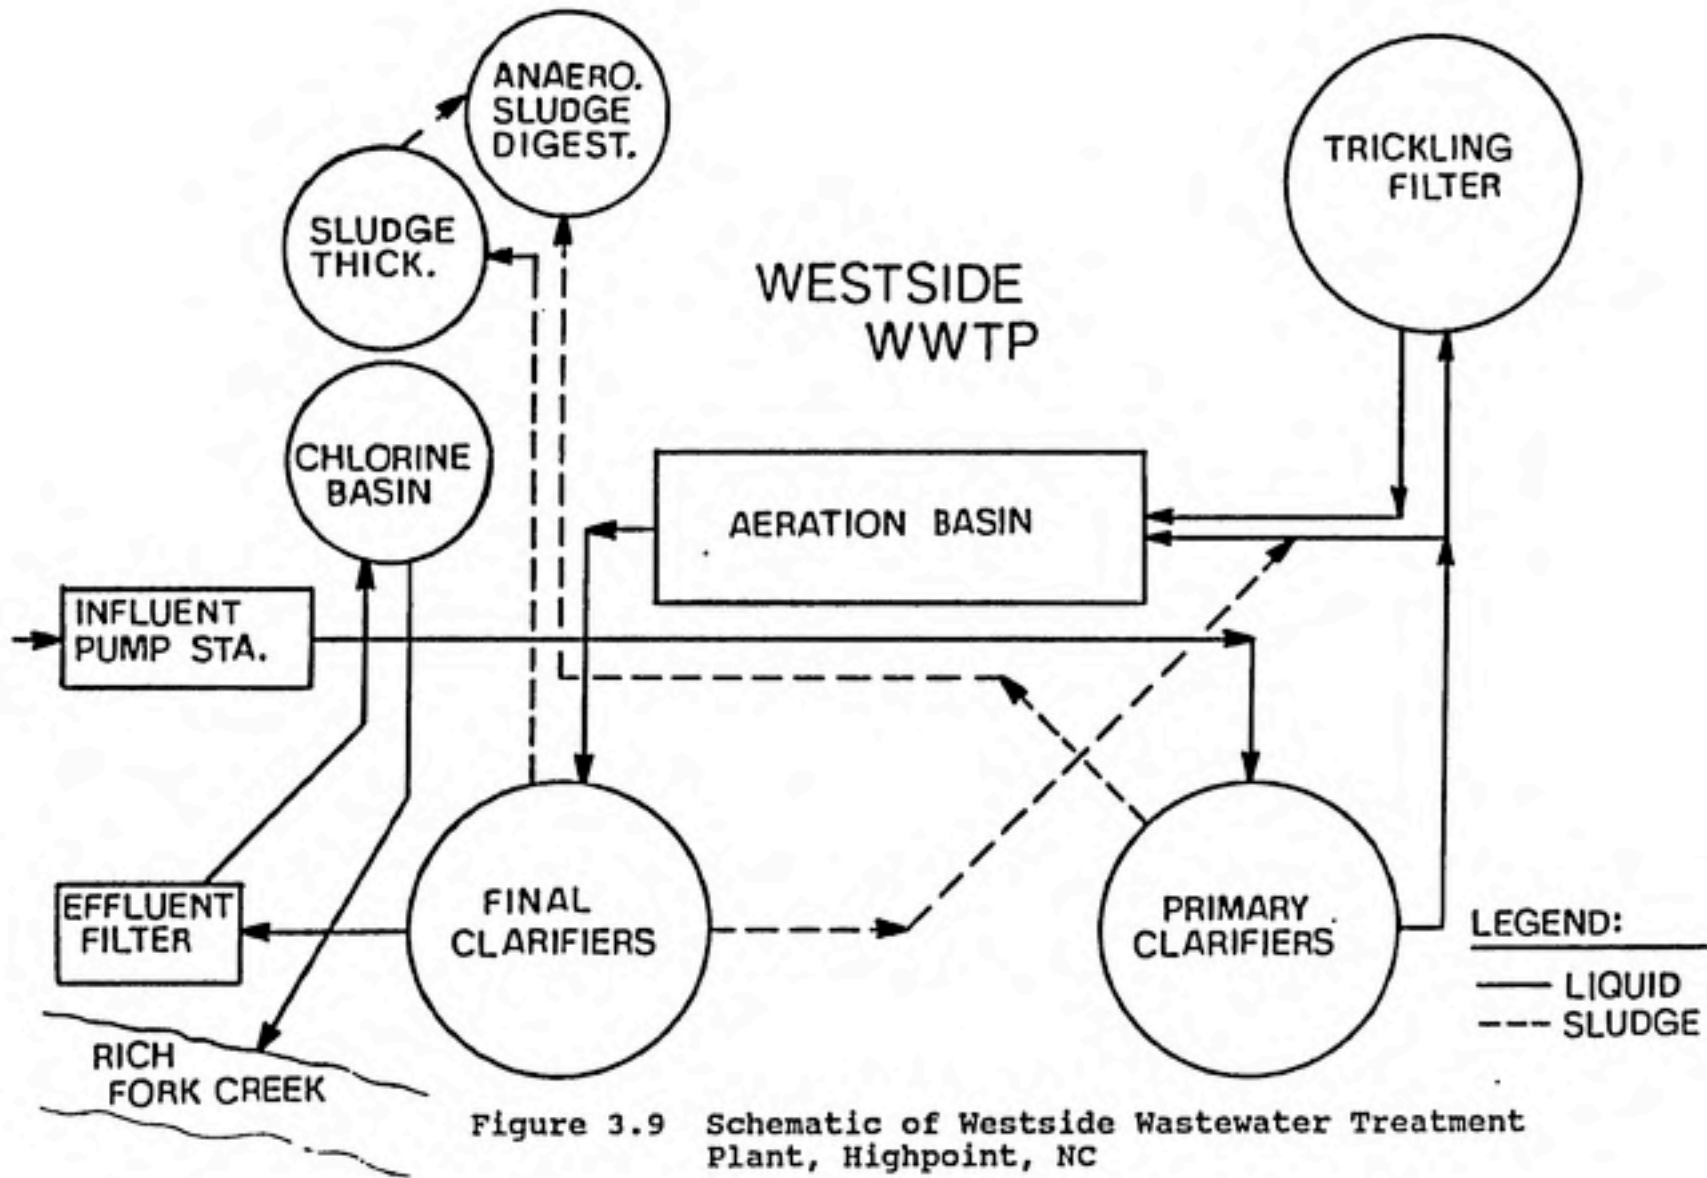 ANAERO.
SLUDGE
DIGEST.
TRICKLING
FILTER
SLUDGE
THICK.
WESTSIDE
WWTP
CHLORINE
BASIN
AERATION BASIN
INFLUENT
PUMP STA.
EFFLUENT
FILTER
FINAL
CLARIFIERS
PRIMARY
CLARIFIERS
LEGEND:
LIQUID
SLUDGE
RICH
FORK CREEK
Figure 3.9 Schematic of Westside Wastewater Treatment
Plant, Highpoint, NC